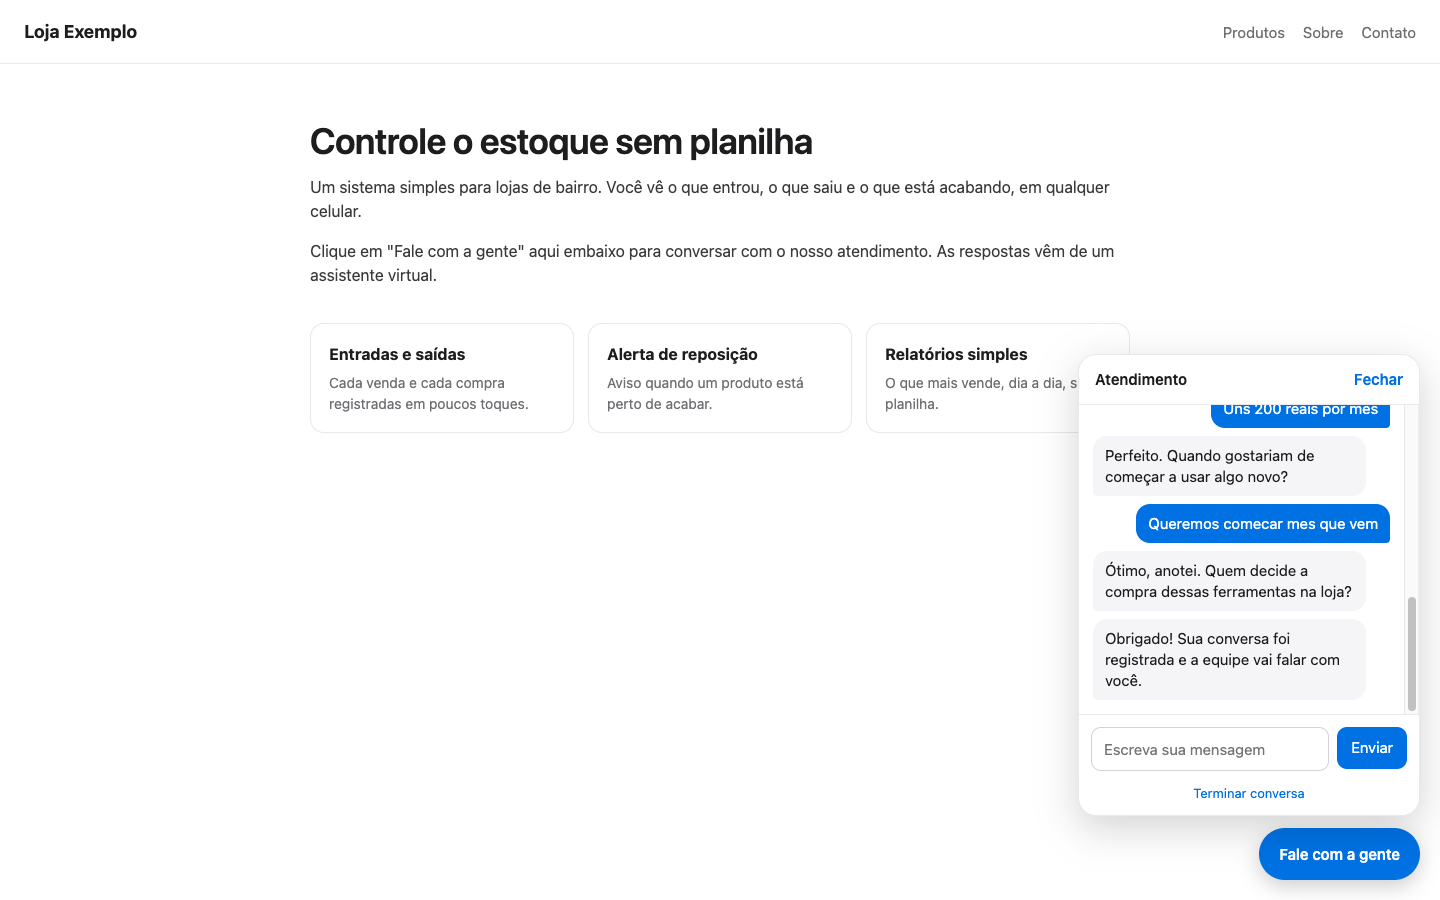 Loja Exemplo
Produtos Sobre Contato
Controle o estoque sem planilha
Um sistema simples para lojas de bairro. Você vê o que entrou, o que saiu e o que está acabando, em qualquer
celular.
Clique em "Fale com a gente" aqui embaixo para conversar com o nosso atendimento. As respostas vêm de um
assistente virtual.
Entradas e saídas
Cada venda e cada compra
registradas em poucos toques.
Alerta de reposição
Aviso quando um produto está
perto de acabar.
Relatórios simples
O que mais vende, dia a dia, s
planilha.
Atendimento
Fechar
Uns 200 reais por mes
Perfeito. Quando gostariam de
começar a usar algo novo?
Queremos comecar mes que vem
Ótimo, anotei. Quem decide a
compra dessas ferramentas na loja?
Obrigado! Sua conversa foi
registrada e a equipe vai falar com
você.
Escreva sua mensagem
Enviar
Terminar conversa
Fale com a gente